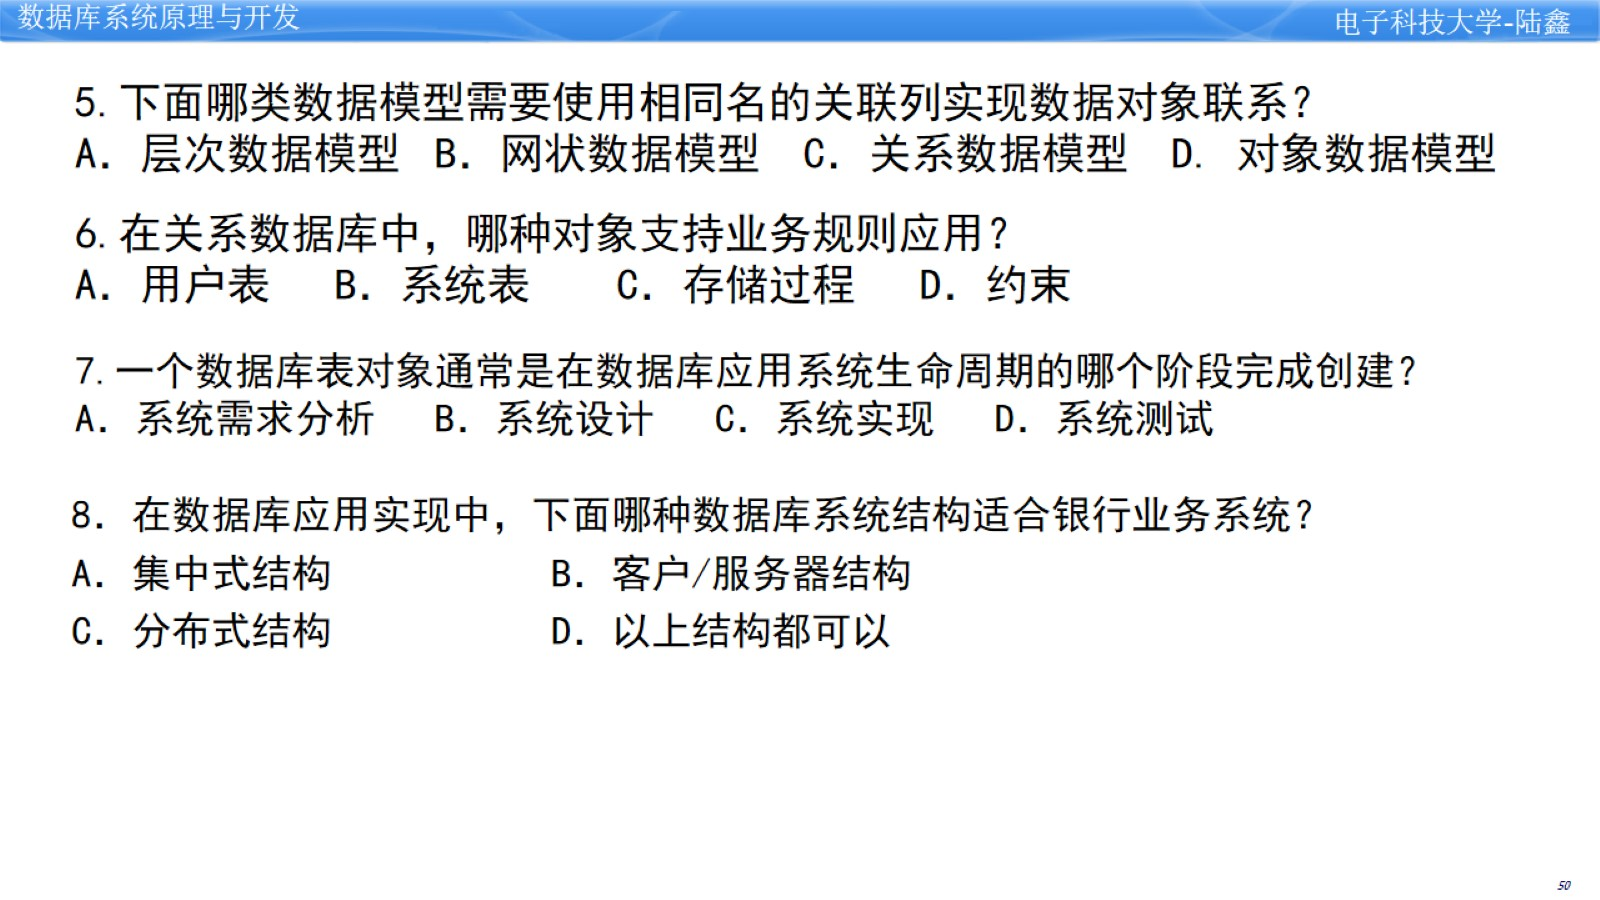 数据库系统原理与开发
电子科技大学-陆鑫
5.下面哪类数据模型需要使用相同名的关联列实现数据对象联系？
A. 层次数据模型 B. 网状数据模型 C. 关系数据模型 D. 对象数据模型
6.在关系数据库中，哪种对象支持业务规则应用？
A. 用户表 B. 系统表 C. 存储过程 D. 约束
7.一个数据库表对象通常是在数据库应用系统生命周期的哪个阶段完成创建？
A. 系统需求分析 B. 系统设计 C. 系统实现 D. 系统测试
8. 在数据库应用实现中，下面哪种数据库系统结构适合银行业务系统？
A. 集中式结构 B. 客户/服务器结构
C. 分布式结构 D. 以上结构都可以
50